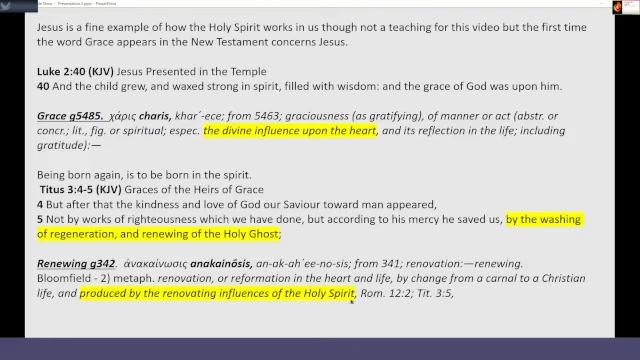 de Show - Presentation 3.pptx - PowerPoint
Jesus is a fine example of how the Holy Spirit works in us though not a teaching for this video but the first time
the word Grace appears in the New Testament concerns Jesus.
Luke 2:40 (KJV) Jesus Presented in the Temple
40 And the child grew, and waxed strong in spirit, filled with wisdom: and the grace of God was upon him.
Grace g5485. χάρις charis, khar´-ece; from 5463; graciousness (as gratifying), of manner or act (abstr. or
concr.; lit., fig. or spiritual; espec. the divine influence upon the heart, and its reflection in the life; including
gratitude):—
Being born again, is to be born in the spirit.
Titus 3:4-5 (KJV) Graces of the Heirs of Grace
4 But after that the kindness and love of God our Saviour toward man appeared,
5 Not by works of righteousness which we have done, but according to his mercy he saved us, by the washing
of regeneration, and renewing of the Holy Ghost;
Renewing g342. ἀνακαίνωσις anakainōsis, an-ak-ah´ee-no-sis; from 341; renovation:—renewing.
Bloomfield - 2) metaph. renovation, or reformation in the heart and life, by change from a carnal to a Christian
life, and produced by the renovating influences of the Holy Spirit, Rom. 12:2; Tit. 3:5,